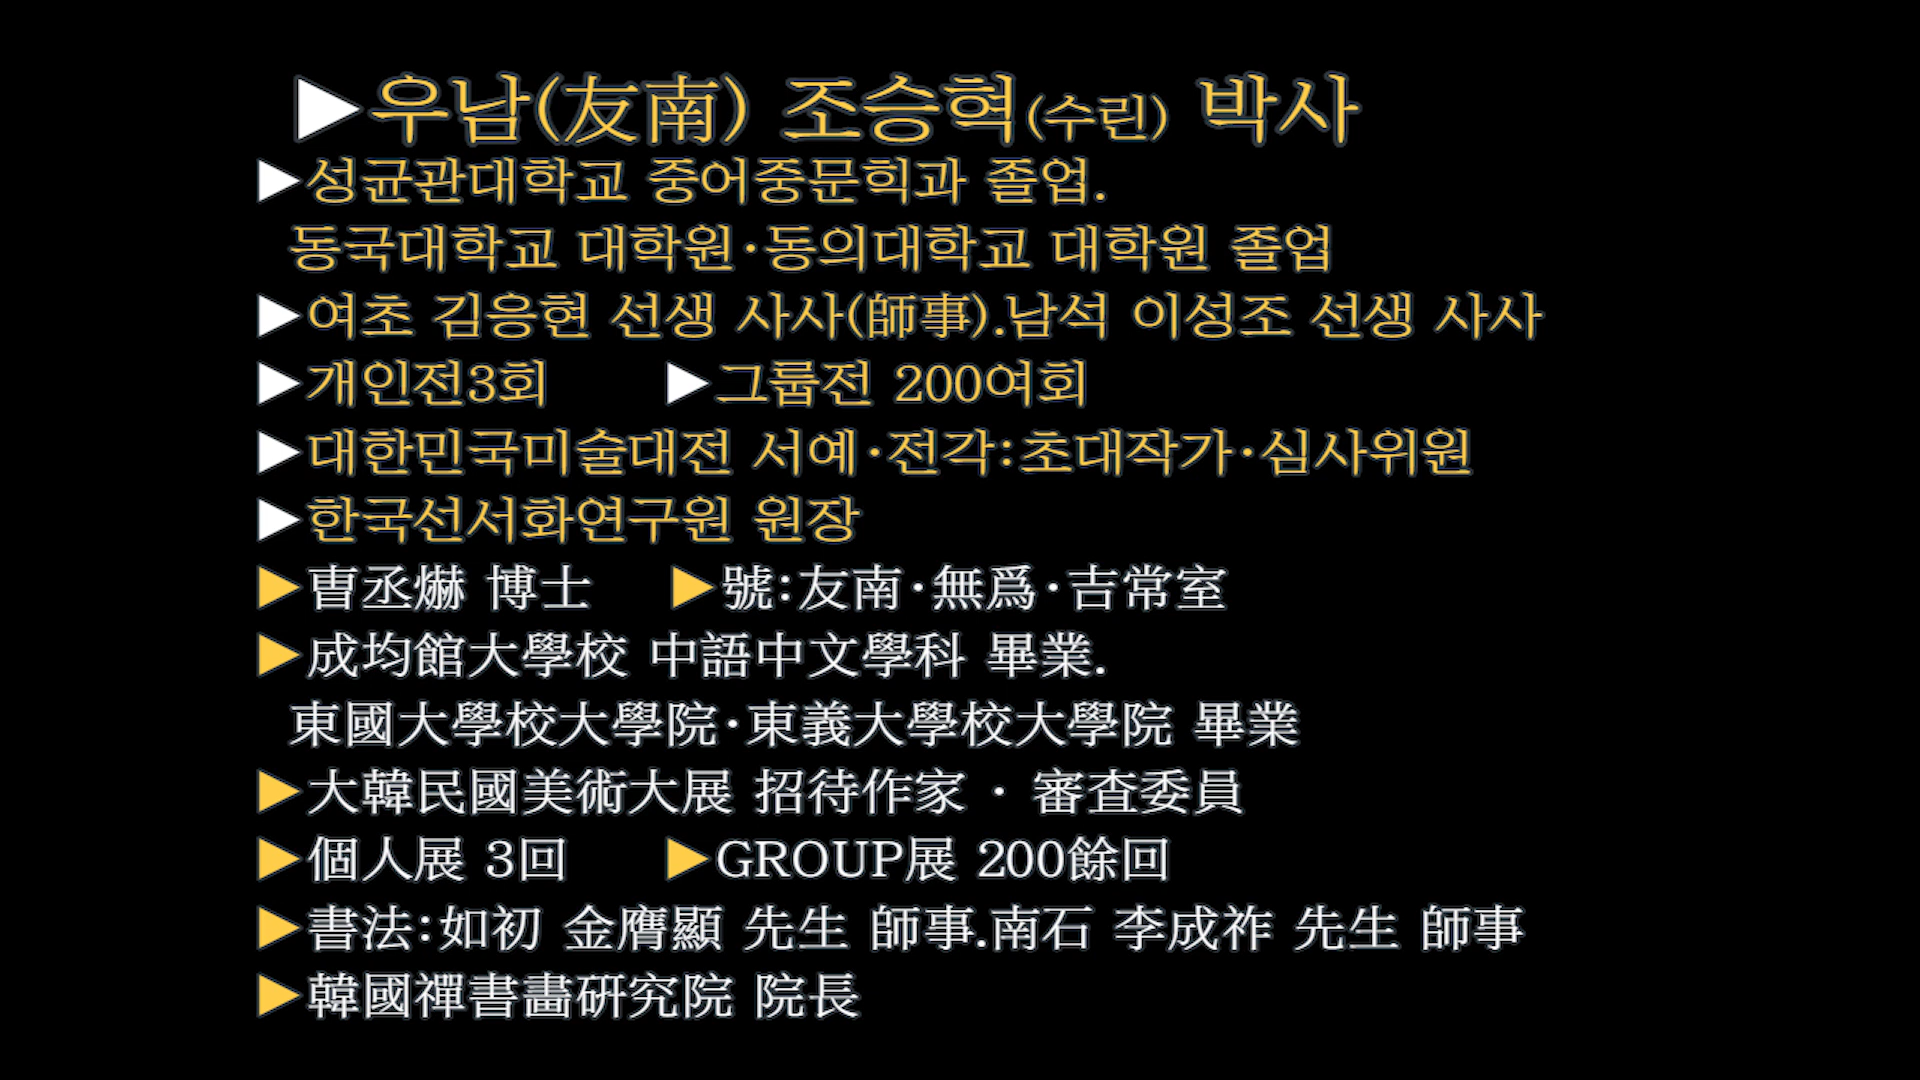 ▶우남(友南) 조승혁(수린) 박사
▶성균관대학교 중어중문힉과 졸업.
동국대학교 대학원·동의대학교 대학원 졸업
▶여초 김응현 선생 사사(師事).남석 이성조 선생 사사
▶개인전3회 ▶그룹전 200여회
▶대한민국미술대전 서예·전각:초대작가·심사위원
▶한국선서화연구원 원장
▶曺丞爀 博士 ▶號:友南·無爲·吉常室
▶成均館大學校 中語中文學科 畢業.
東國大學校大學院·東義大學校大學院 畢業
▶大韓民國美術大展 招待作家 · 審査委員
▶個人展 3回 ▶GROUP展 200餘回
▶書法:如初 金膺顯 先生 師事.南石 李成祚 先生 師事
▶韓國禪書畵硏究院 院長